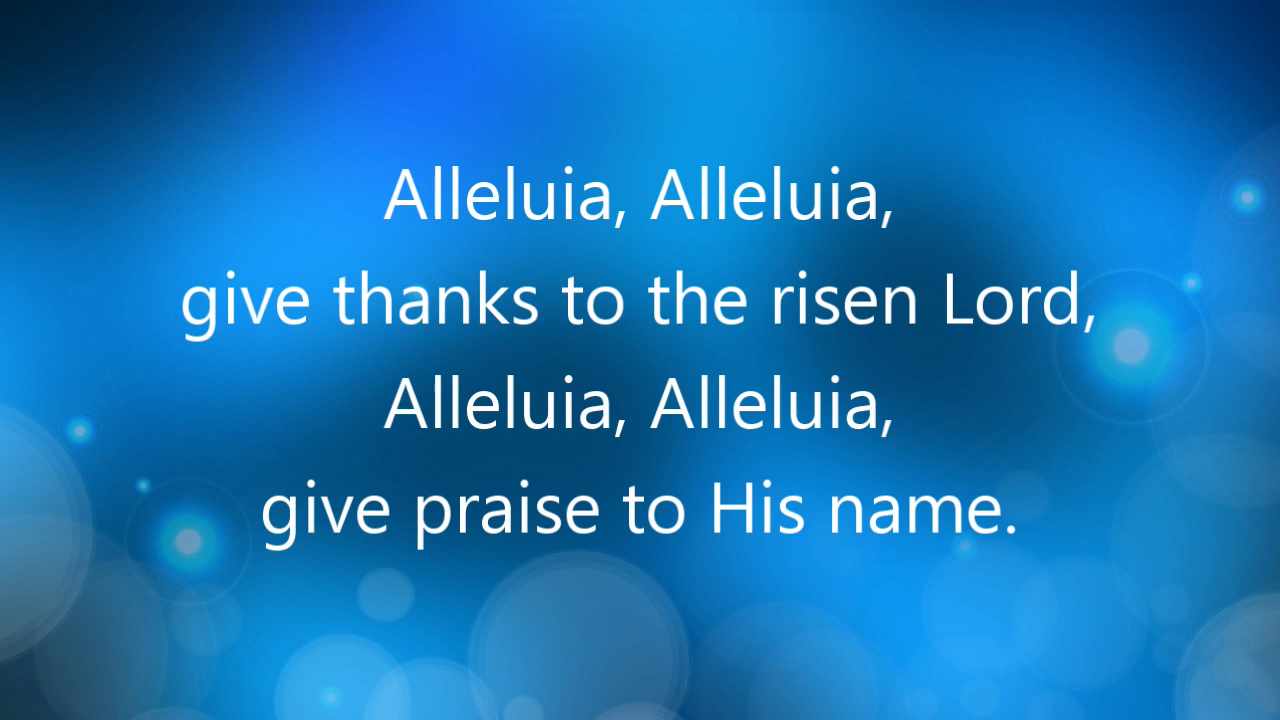 Alleluia, Alleluia,
give thanks to the risen Lord,
Alleluia, Alleluia,
give praise to His name.